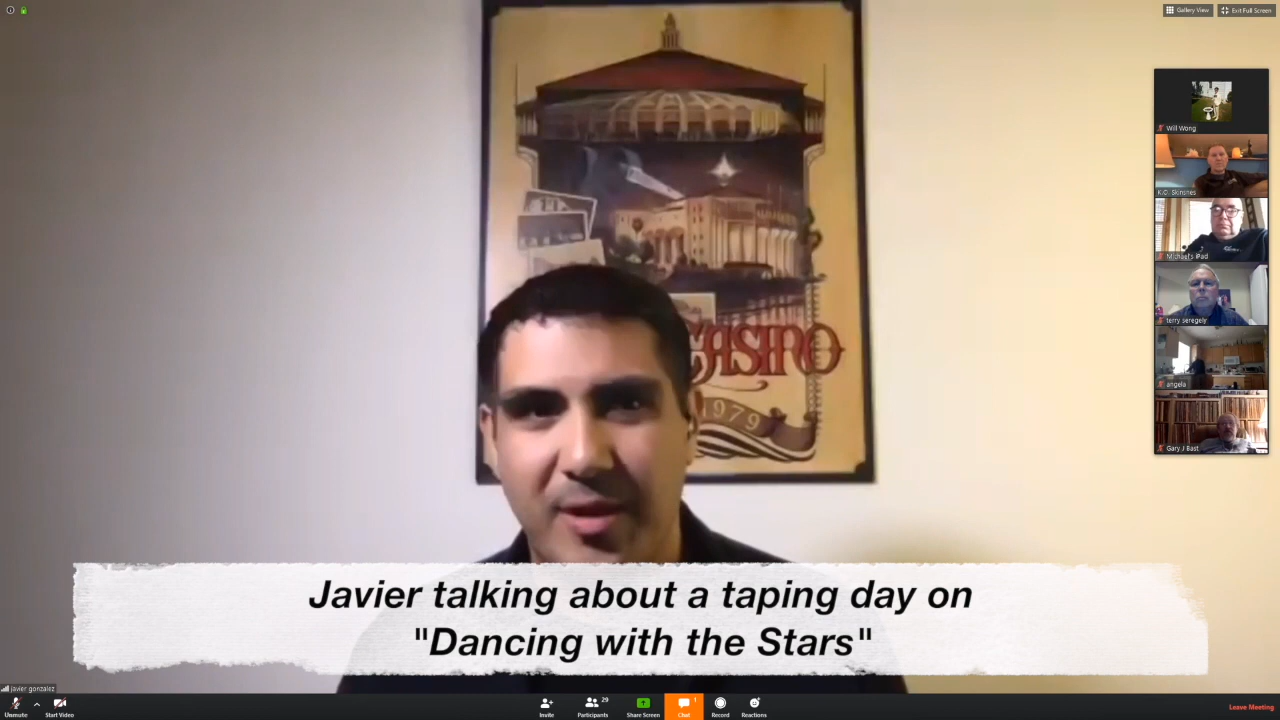 Gallery View
Exit Full Screen
Will Wong
K.O. Skinsnes
Michael's iPad
terry seregely
angela
Gary J Bast
CASINO
1979
Javier talking about a taping day on
"Dancing with the Stars"
javier gonzalez
Unmute
Start Video
Invite
29
Participants
Share Screen
1
Chat
Record
Reactions
Leave Meeting